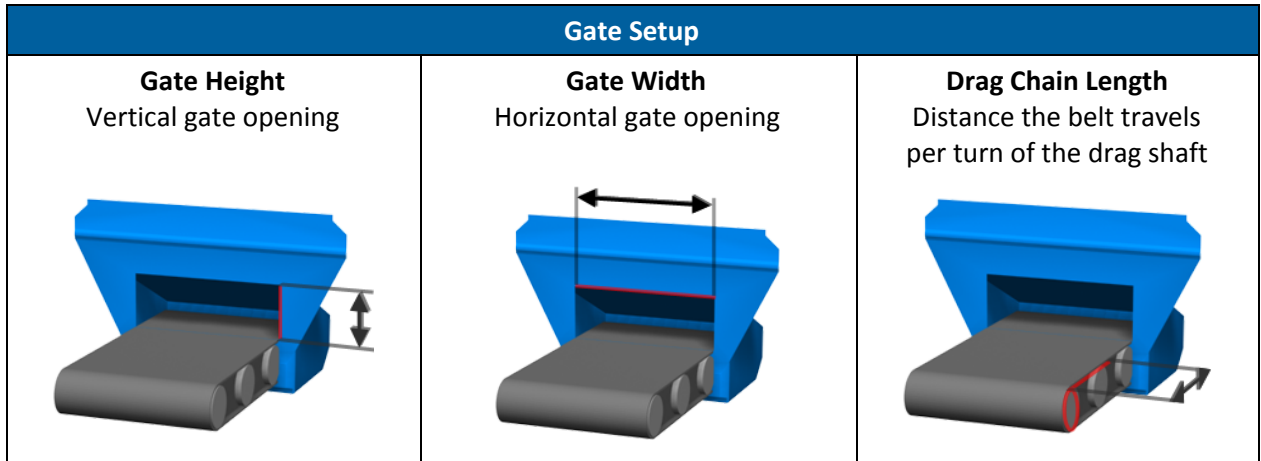 Gate Setup
Gate Height
Vertical gate opening
Gate Width
Horizontal gate opening
Drag Chain Length
Distance the belt travels
per turn of the drag shaft